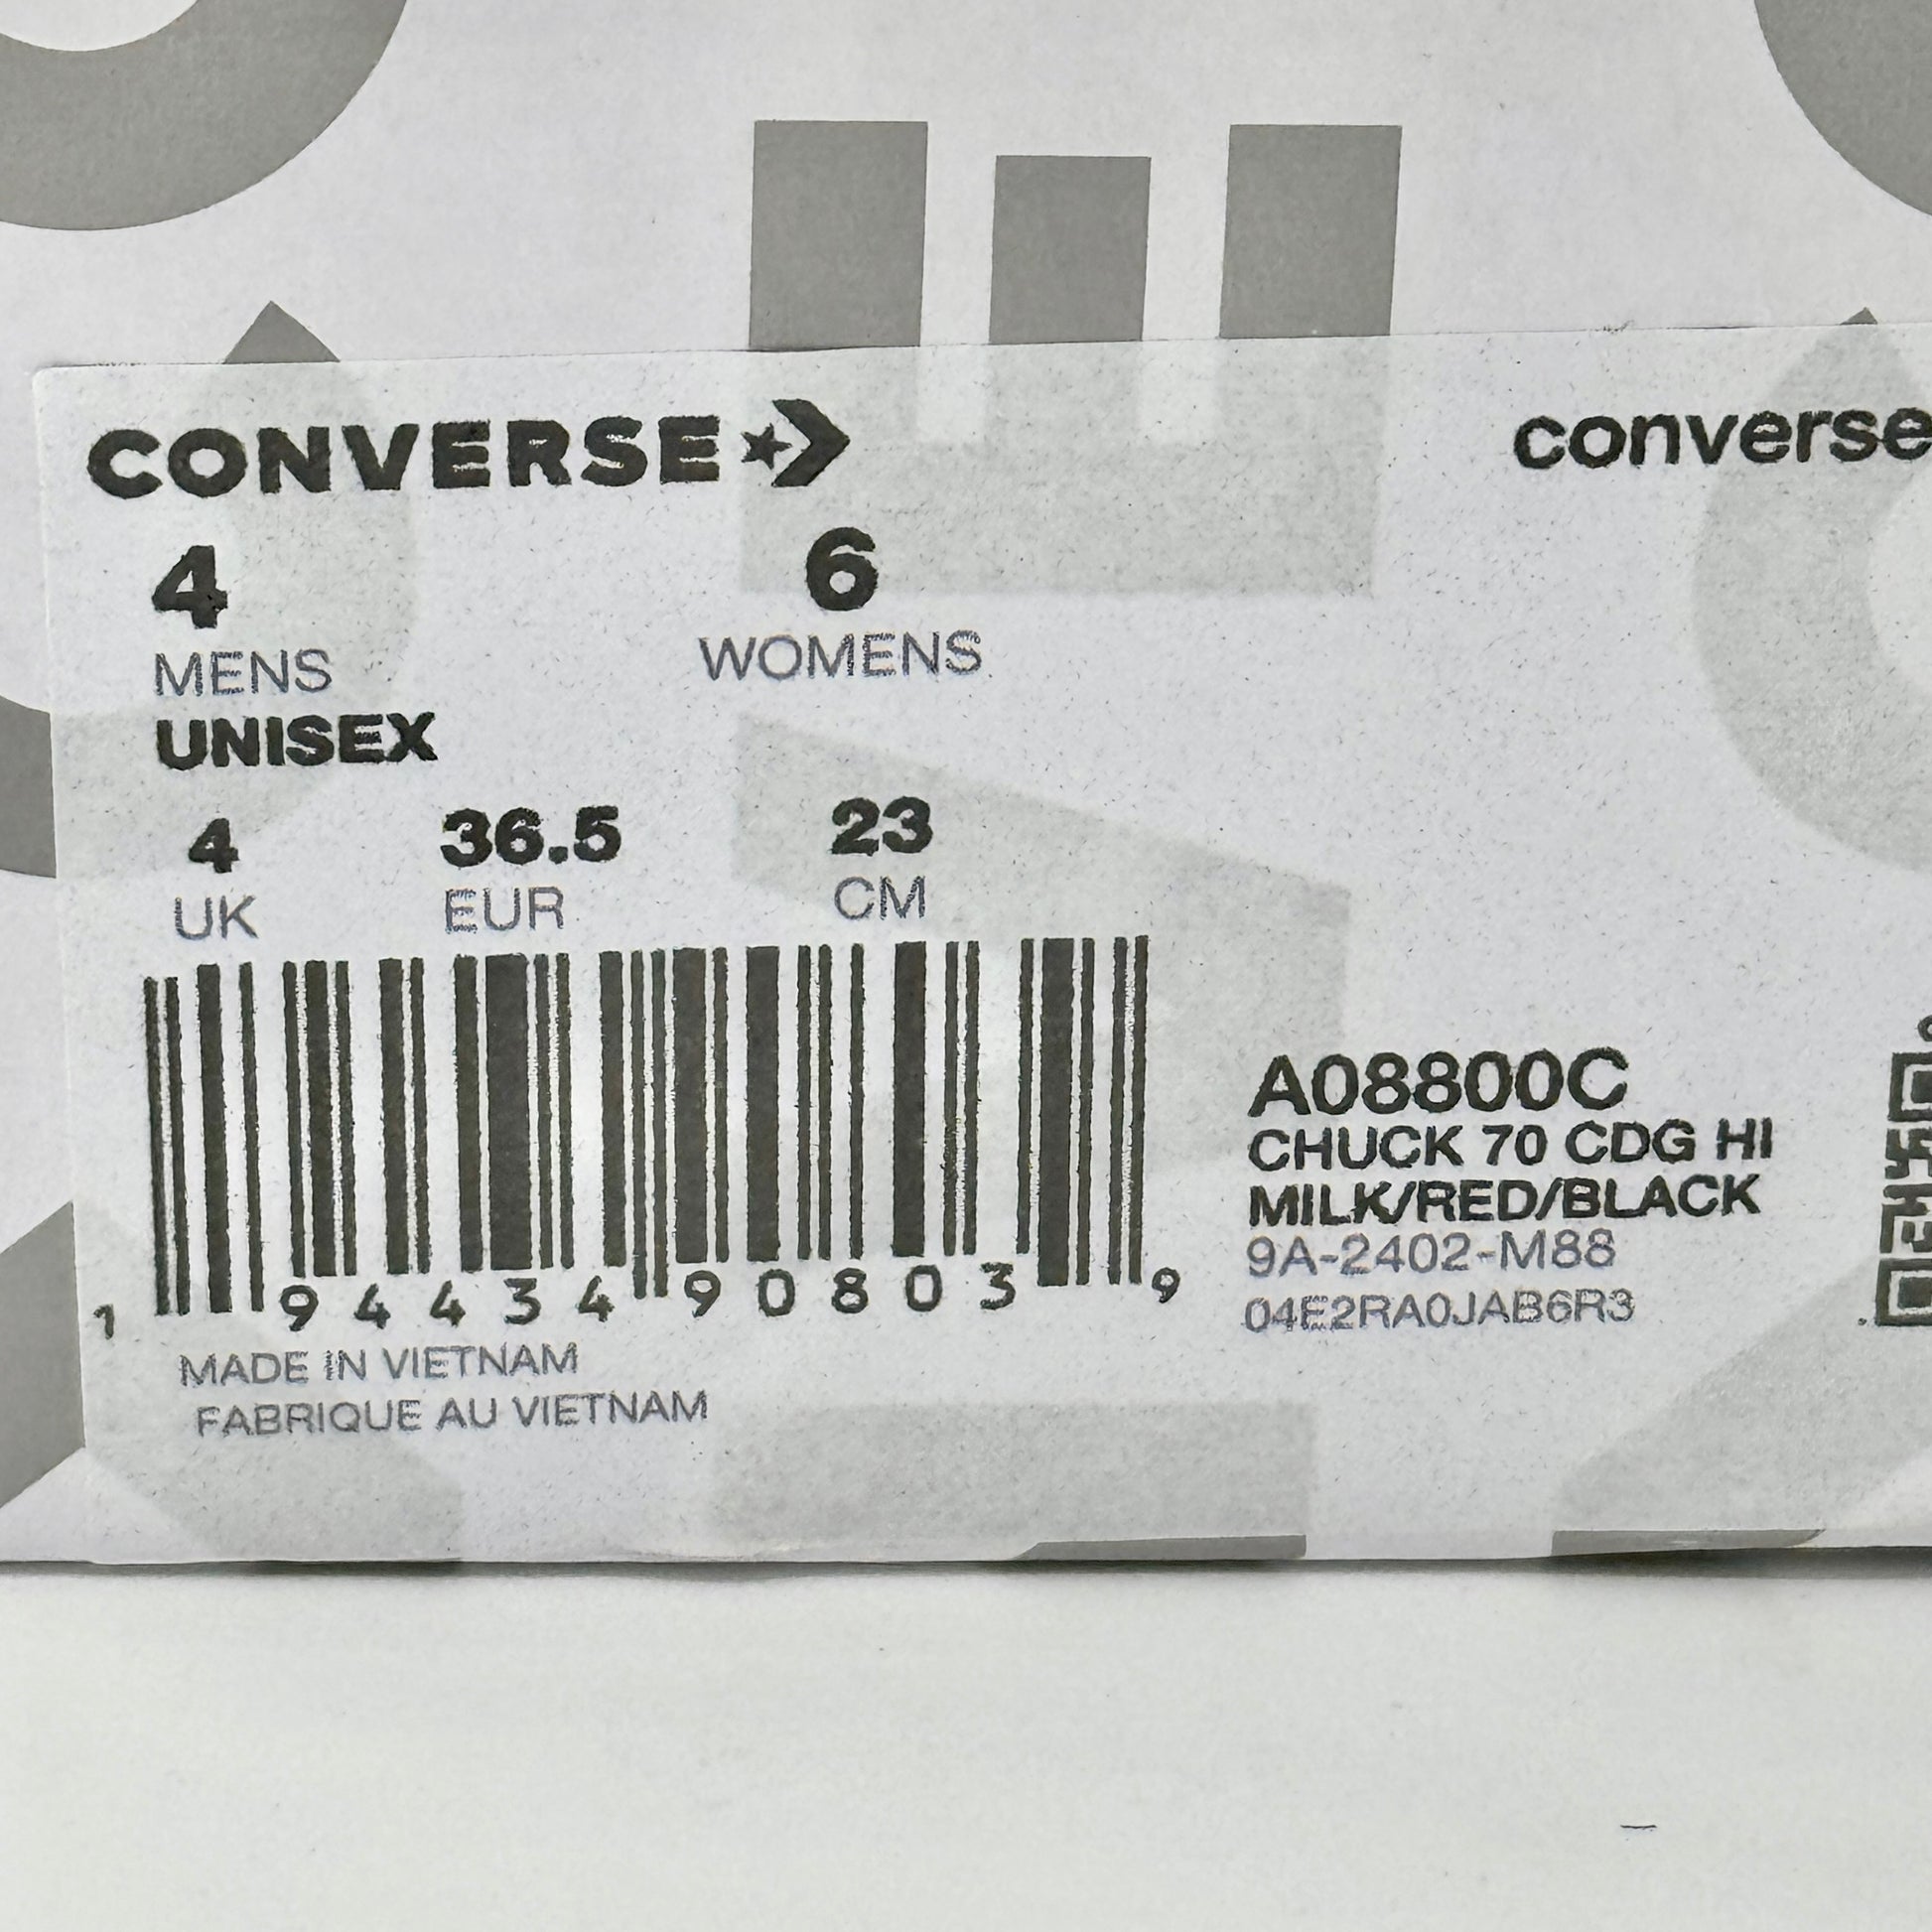 CONVERSE
converse
4 6
MENS WOMENS
UNISEX
4 36.5 23
UK EUR CM
1 94434 90803 9
A08800C
CHUCK 70 CDG HI
MILK/RED/BLACK
9A-2402-M88
04E2RA0JAB6R3
MADE IN VIETNAM
FABRIQUE AU VIETNAM